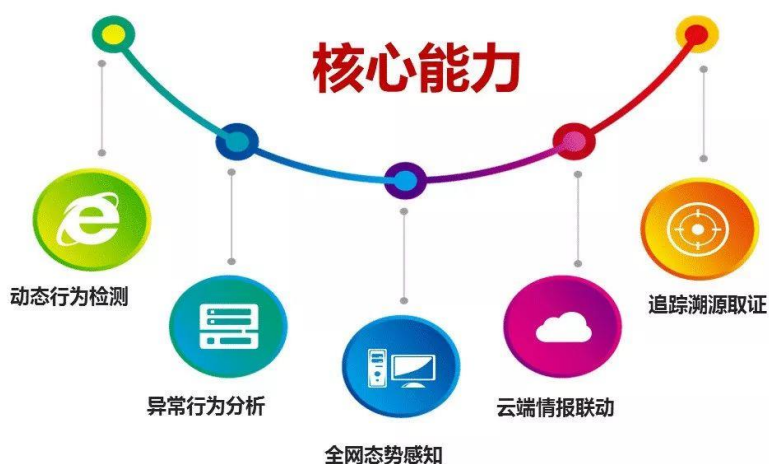 核心能力
动态行为检测
异常行为分析
全网态势感知
云端情报联动
追踪溯源取证